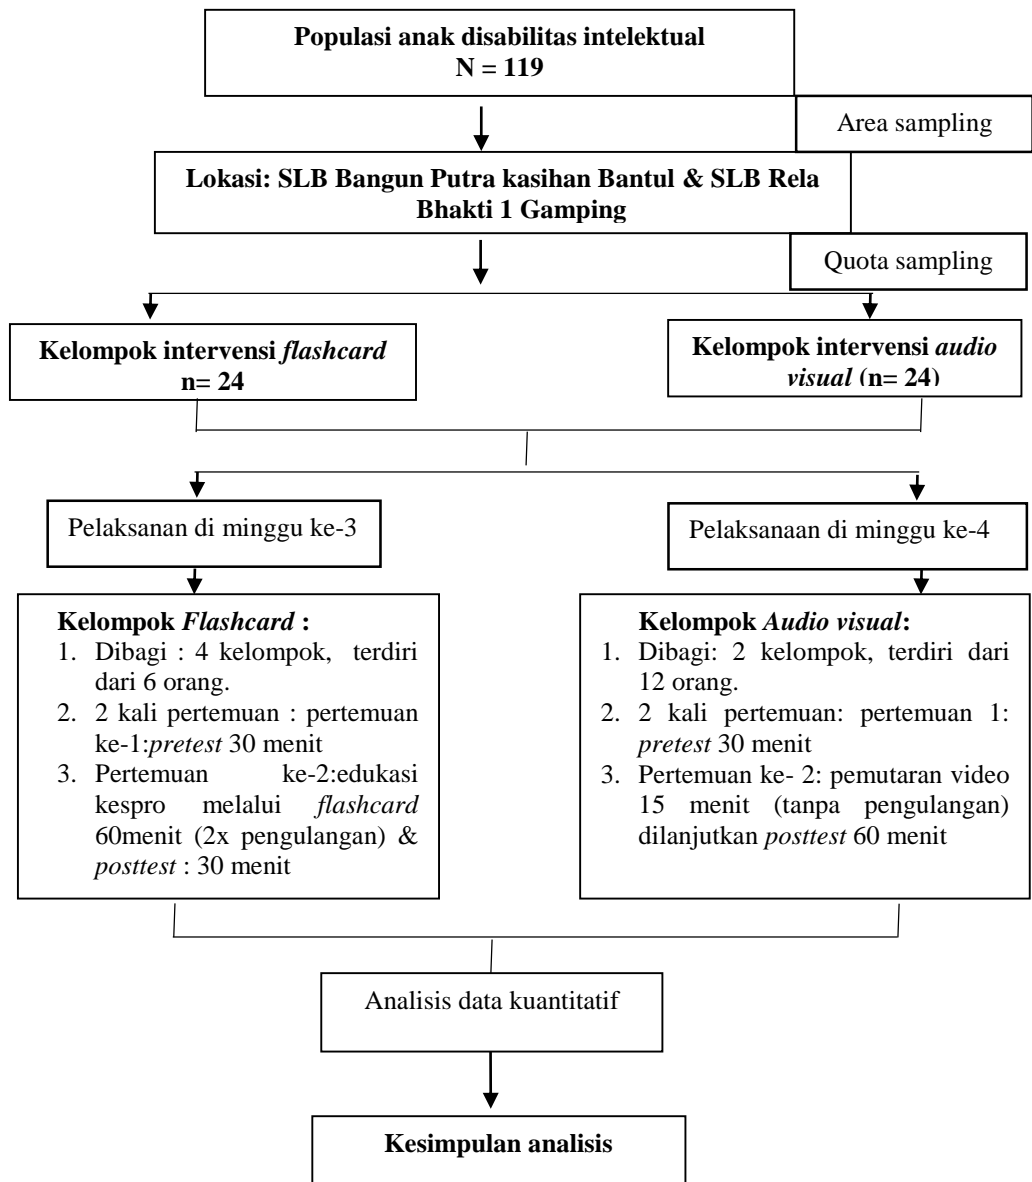 Populasi anak disabilitas intelektual
N = 119
Area sampling
Lokasi: SLB Bangun Putra kasihan Bantul & SLB Rela
Bhakti 1 Gamping
Quota sampling
Kelompok intervensi flashcard
n= 24
Kelompok intervensi audio
visual (n= 24)
Pelaksanan di minggu ke-3
Pelaksanaan di minggu ke-4
Kelompok Flashcard :
1. Dibagi : 4 kelompok, terdiri
dari 6 orang.
2. 2 kali pertemuan : pertemuan
ke-1:pretest 30 menit
3. Pertemuan ke-2:edukasi
kespro melalui flashcard
60menit (2x pengulangan) &
posttest : 30 menit
Kelompok Audio visual:
1. Dibagi: 2 kelompok, terdiri dari
12 orang.
2. 2 kali pertemuan: pertemuan 1:
pretest 30 menit
3. Pertemuan ke- 2: pemutaran video
15 menit (tanpa pengulangan)
dilanjutkan posttest 60 menit
Analisis data kuantitatif
Kesimpulan analisis